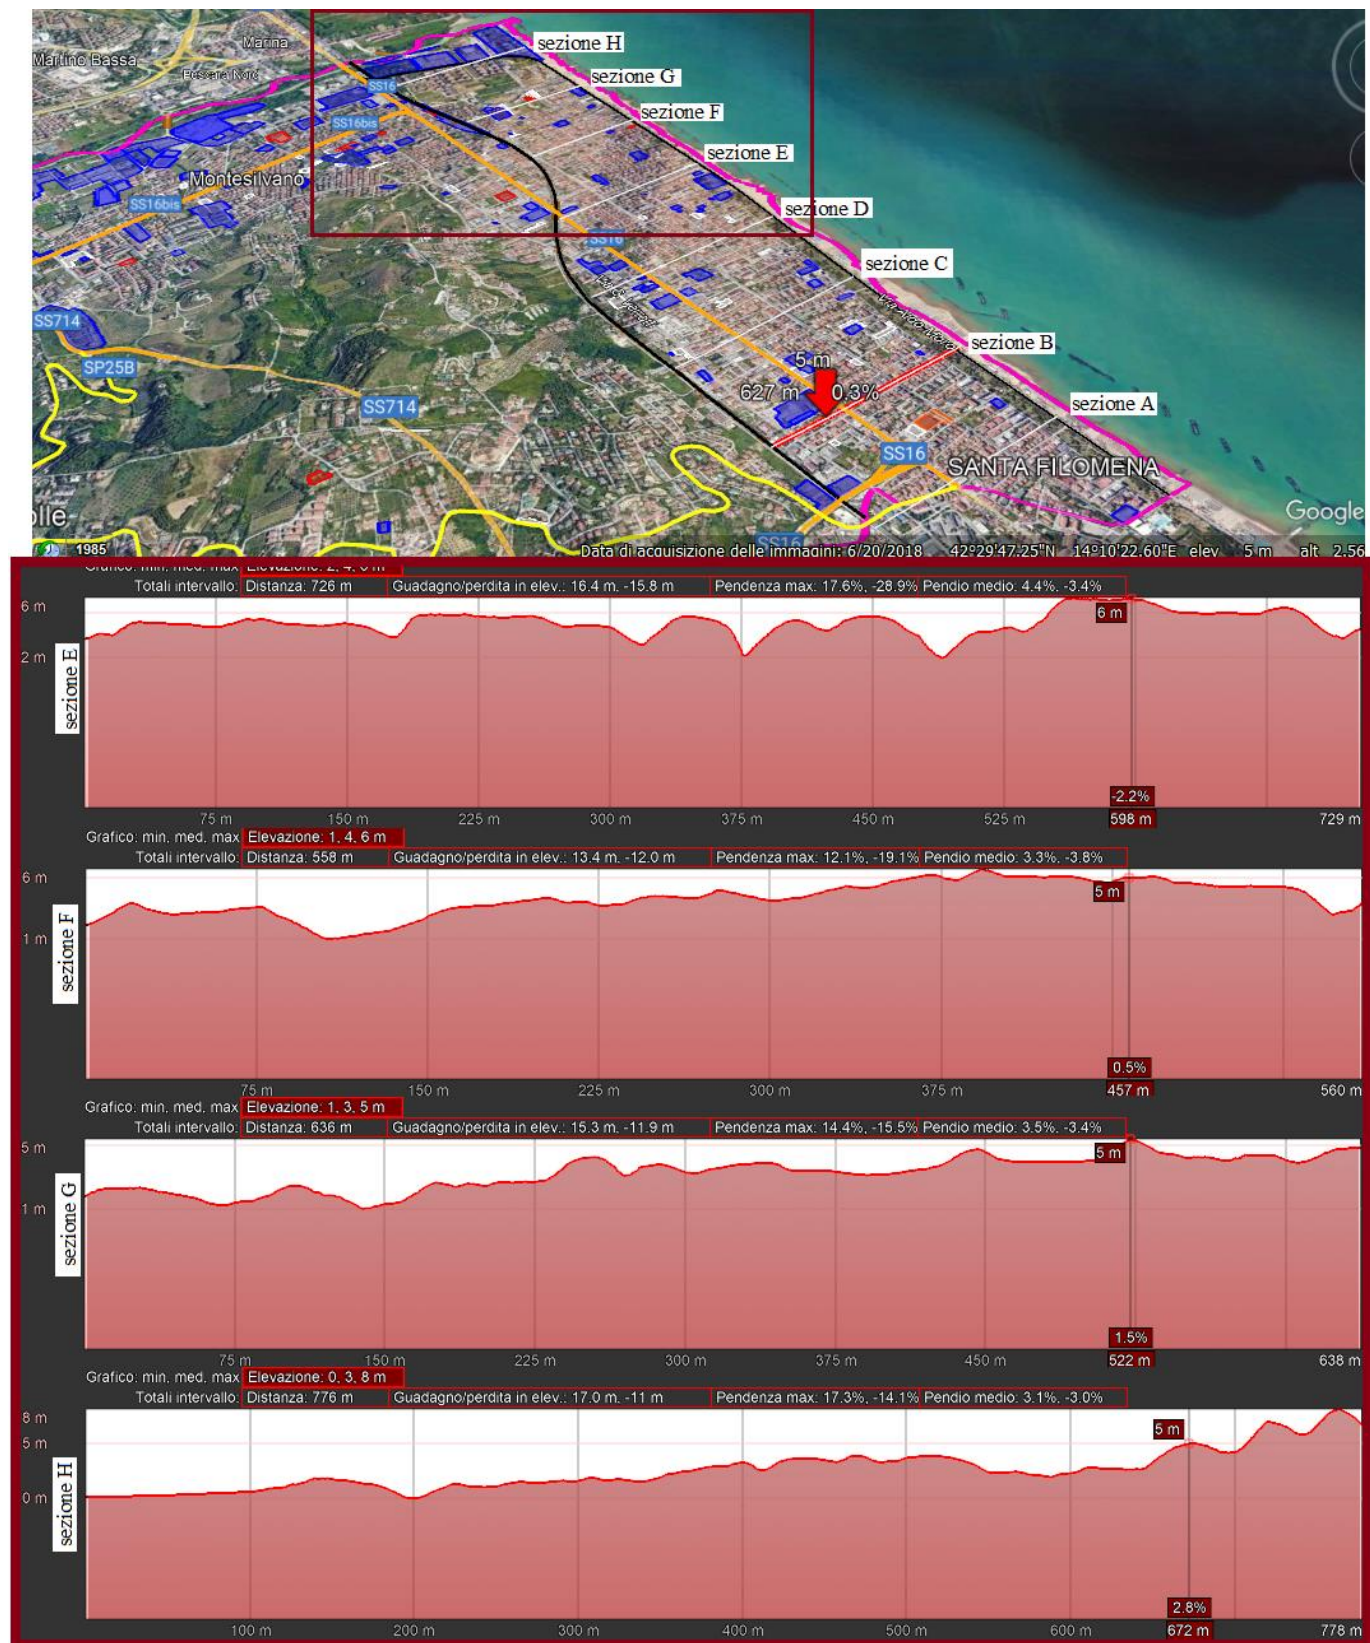 Marina
Martino Bassa
Pescara Nord
sezione H
sezione G
SS16
sezione F
SS16bis
sezione E
Montesilvano
SS16bis
sezione D
SS16
sezione C
SS714
sezione B
5 m
SP25B
627 m 0.3%
SS714
sezione A
SS16
SANTA FILOMENA
olle
Google
SS16
1985
Data di acquisizione delle immagini: 6/20/2018 42°29'47.25"N 14°10'22.60"E elev 5 m alt 2.56
Grafico: min, med, max Elevazione: 2, 4, 6 m
Totali intervallo: Distanza: 726 m Guadagno/perdita in elev.: 16.4 m, -15.8 m Pendenza max: 17.6%, -28.9% Pendio medio: 4.4%, -3.4%
6 m
6 m
2 m
sezione E
-2.2%
75 m 150 m 225 m 300 m 375 m 450 m 525 m 598 m 729 m
Grafico: min, med, max Elevazione: 1, 4, 6 m
Totali intervallo: Distanza: 558 m Guadagno/perdita in elev.: 13.4 m, -12.0 m Pendenza max: 12.1%, -19.1% Pendio medio: 3.3%, -3.8%
6 m
5 m
1 m
sezione F
0.5%
75 m 150 m 225 m 300 m 375 m 457 m 560 m
Grafico: min, med, max Elevazione: 1, 3, 5 m
Totali intervallo: Distanza: 636 m Guadagno/perdita in elev.: 15.3 m, -11.9 m Pendenza max: 14.4%, -15.5% Pendio medio: 3.5%, -3.4%
5 m
5 m
1 m
sezione G
1.5%
75 m 150 m 225 m 300 m 375 m 450 m 522 m 638 m
Grafico: min, med, max Elevazione: 0, 3, 8 m
Totali intervallo: Distanza: 776 m Guadagno/perdita in elev.: 17.0 m, -11 m Pendenza max: 17.3%, -14.1% Pendio medio: 3.1%, -3.0%
8 m
5 m
5 m
0 m
sezione H
2.8%
100 m 200 m 300 m 400 m 500 m 600 m 672 m 778 m